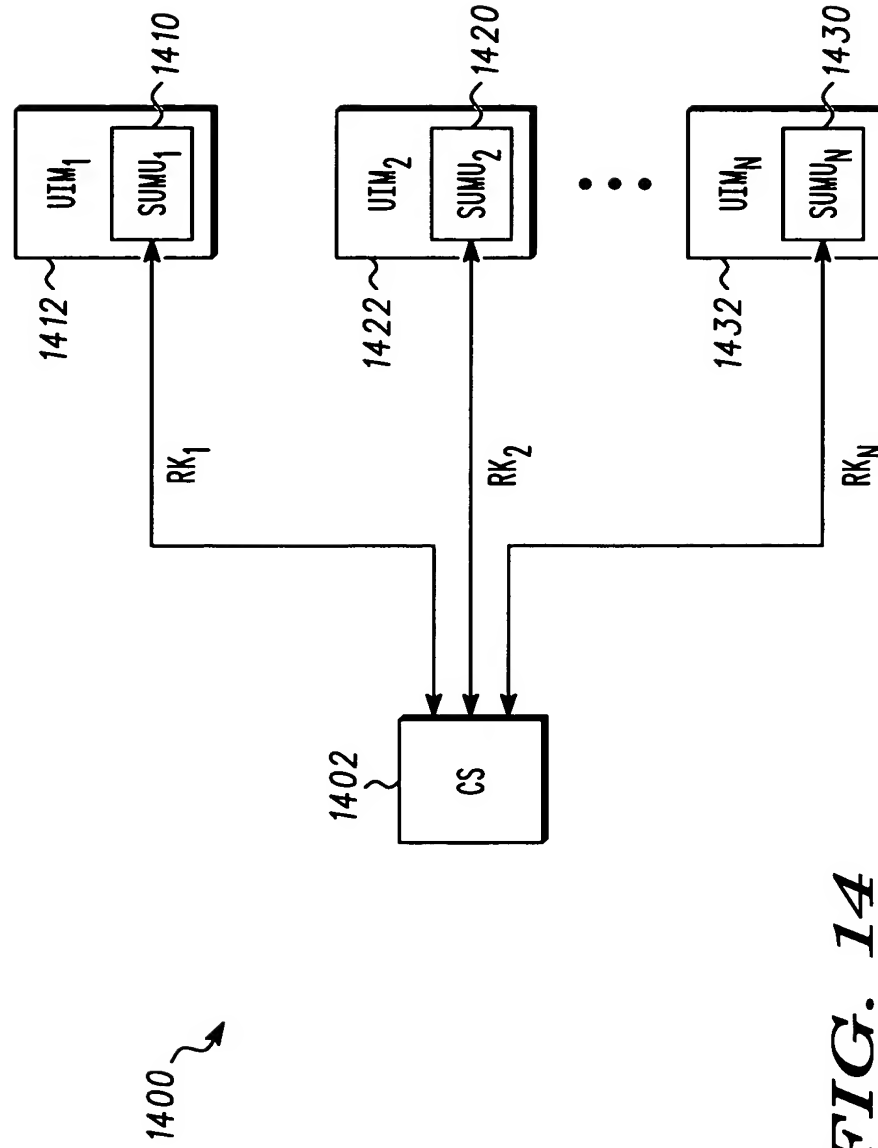 1400
1402
CS
RK1
RK2
RKN
1412
UIM1
SUMU1
1410
1422
UIM2
SUMU2
1420
1432
UIMN
SUMUN
1430
FIG. 14